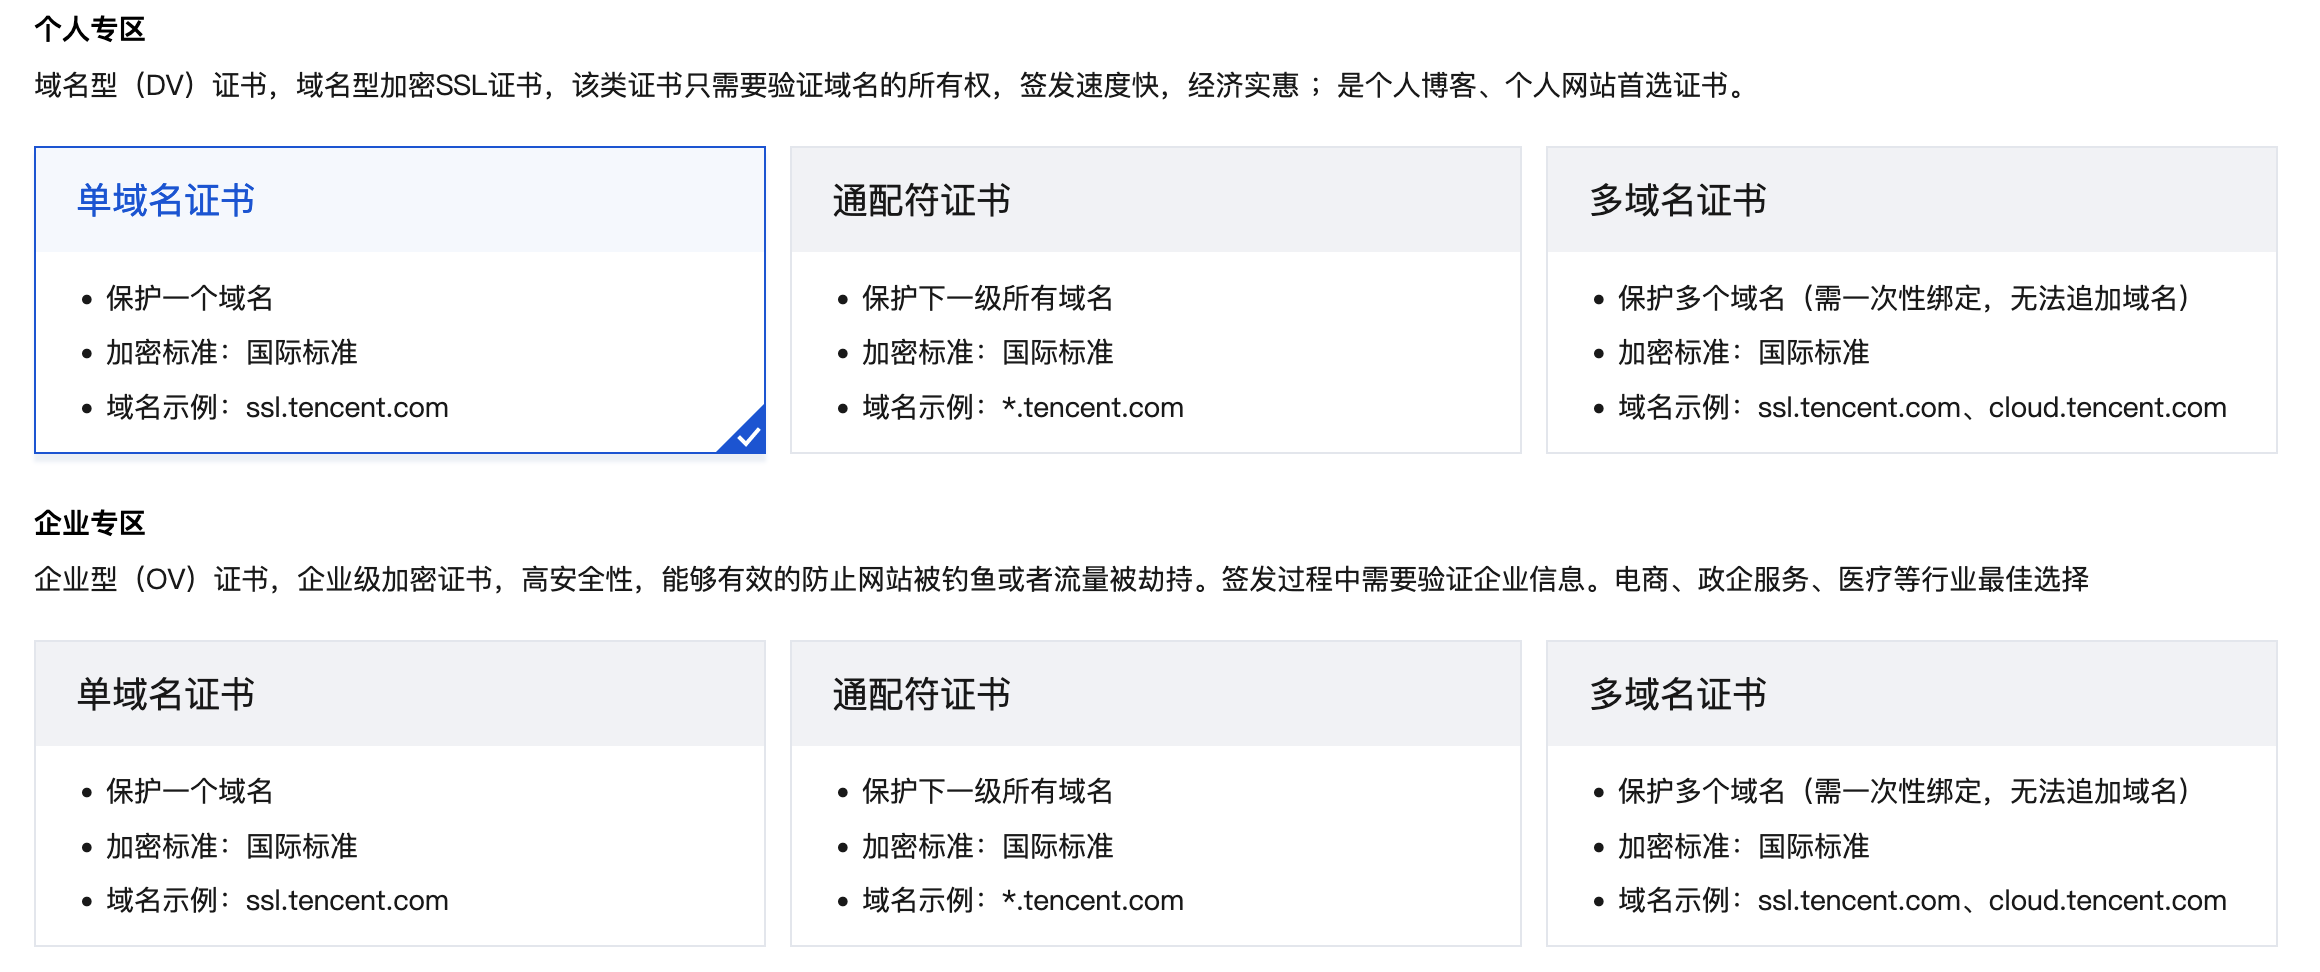 个人专区
域名型（DV）证书，域名型加密SSL证书，该类证书只需要验证域名的所有权，签发速度快，经济实惠 ；是个人博客、个人网站首选证书。
单域名证书
保护一个域名
加密标准：国际标准
域名示例：ssl.tencent.com
通配符证书
保护下一级所有域名
加密标准：国际标准
域名示例：*.tencent.com
多域名证书
保护多个域名（需一次性绑定，无法追加域名）
加密标准：国际标准
域名示例：ssl.tencent.com、cloud.tencent.com
企业专区
企业型（OV）证书，企业级加密证书，高安全性，能够有效的防止网站被钓鱼或者流量被劫持。签发过程中需要验证企业信息。电商、政企服务、医疗等行业最佳选择
单域名证书
保护一个域名
加密标准：国际标准
域名示例：ssl.tencent.com
通配符证书
保护下一级所有域名
加密标准：国际标准
域名示例：*.tencent.com
多域名证书
保护多个域名（需一次性绑定，无法追加域名）
加密标准：国际标准
域名示例：ssl.tencent.com、cloud.tencent.com